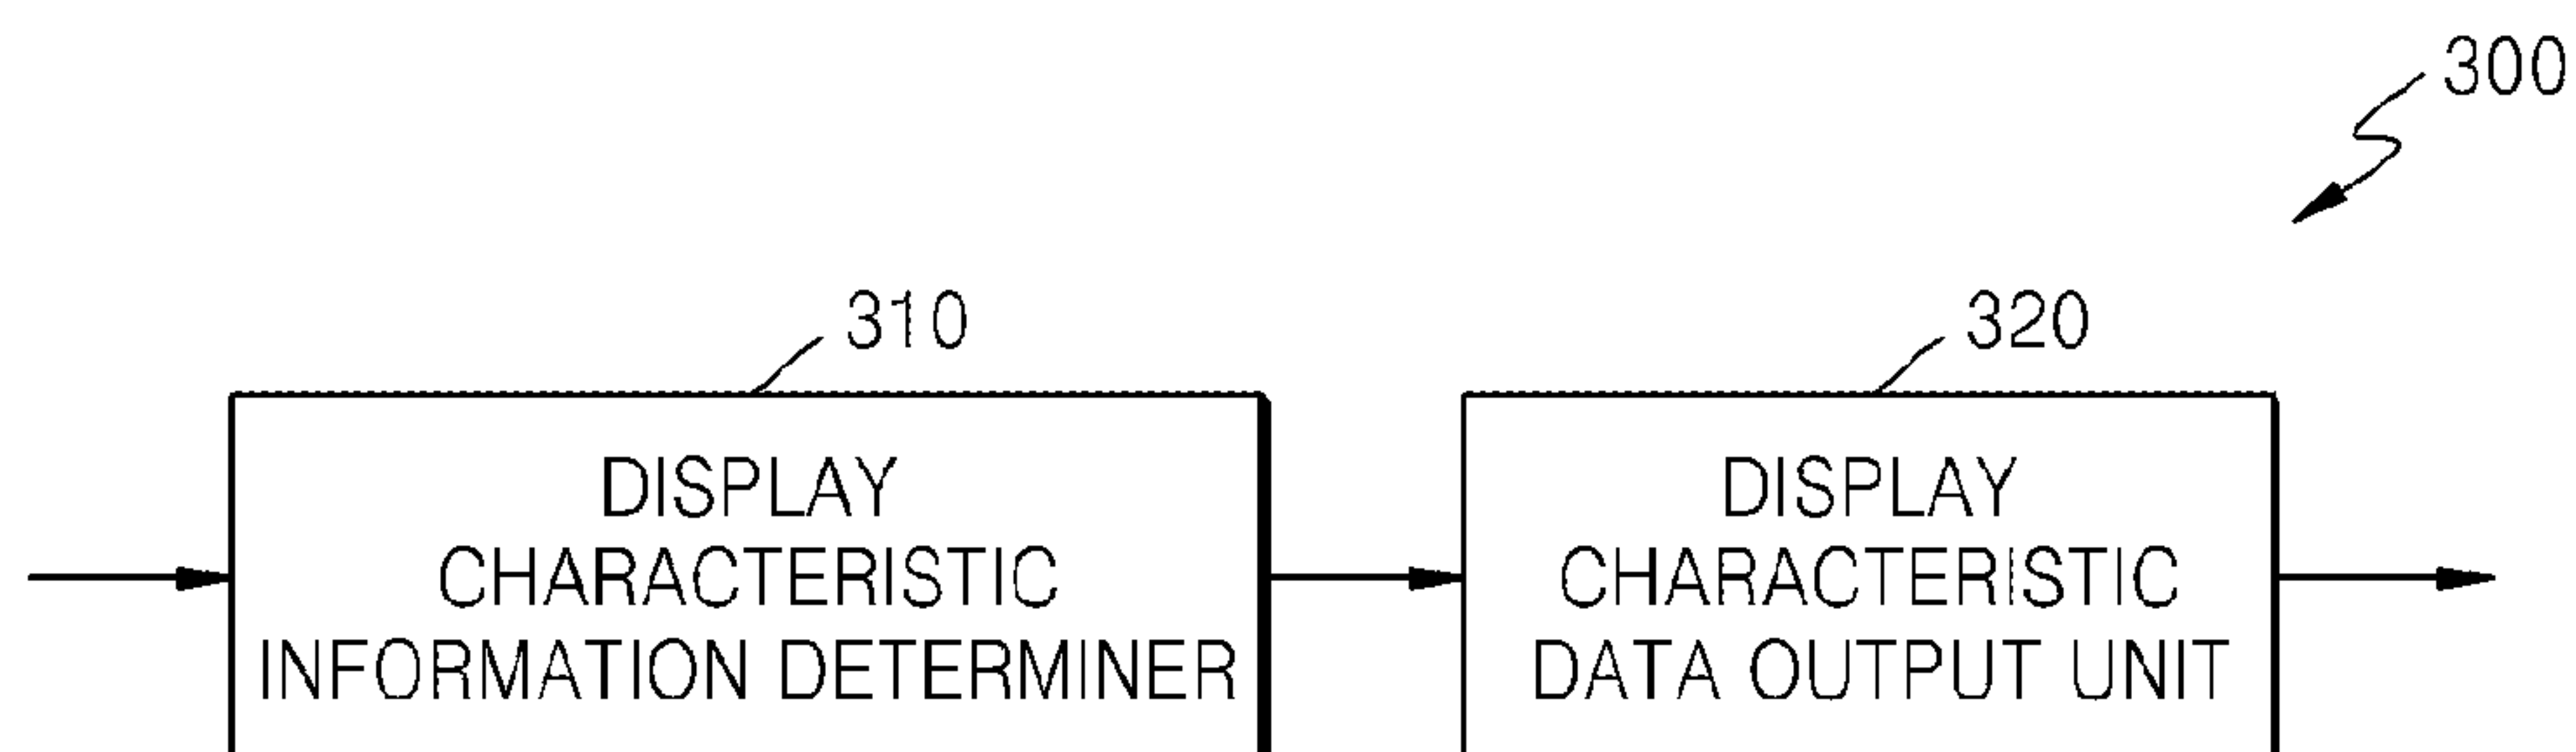 300
310
320
DISPLAY
CHARACTERISTIC
INFORMATION DETERMINER
DISPLAY
CHARACTERISTIC
DATA OUTPUT UNIT